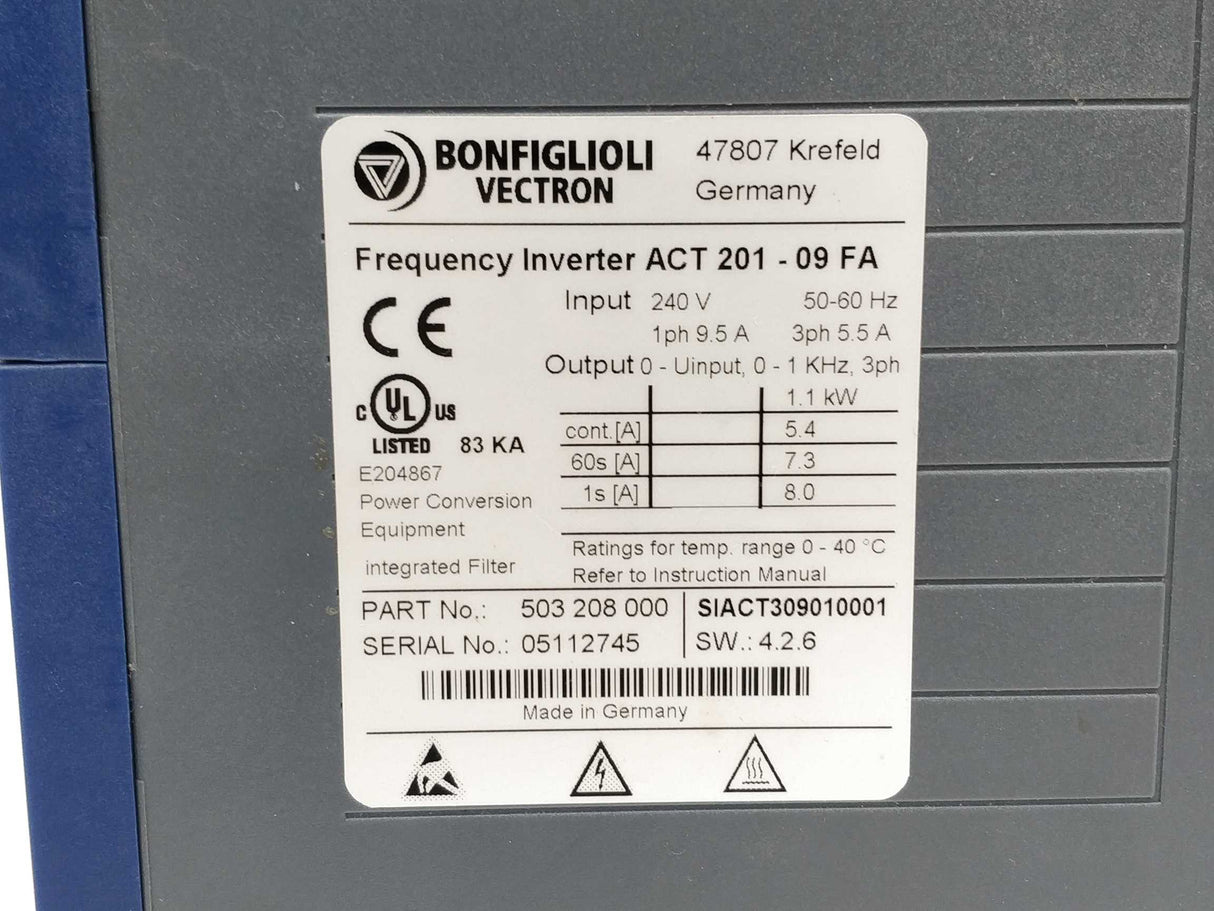 BONFIGLIOLI
VECTRON
47807 Krefeld
Germany
Frequency Inverter ACT 201 - 09 FA
CE
Input 240 V 50-60 Hz
1ph 9.5 A 3ph 5.5 A
Output 0 - Uinput, 0 - 1 KHz, 3ph
1.1 kW
cont.[A] 5.4
60s [A] 7.3
1s [A] 8.0
C UL US
LISTED 83 KA
E204867
Power Conversion
Equipment
integrated Filter
Ratings for temp. range 0 - 40 °C
Refer to Instruction Manual
PART No.: 503 208 000 SIACT309010001
SERIAL No.: 05112745 SW.: 4.2.6
Made in Germany